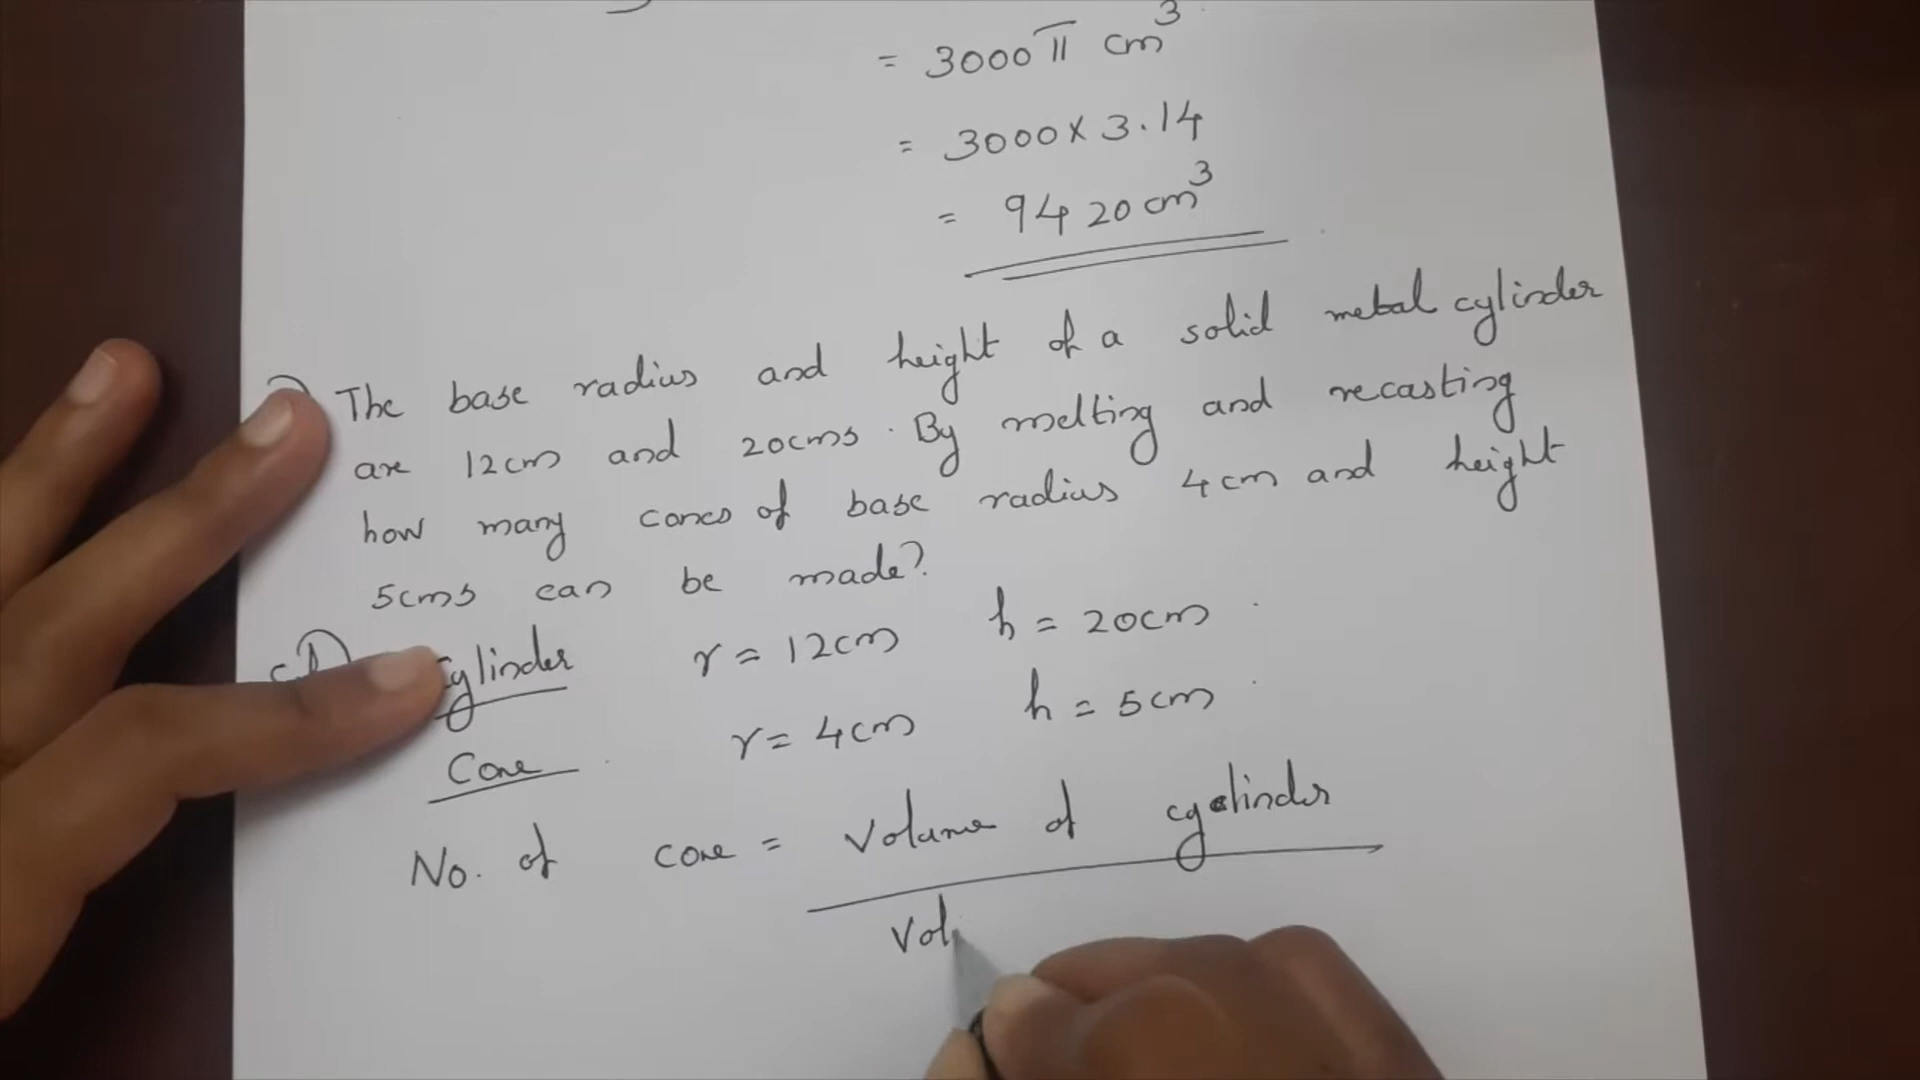 = 3000 π cm³
= 3000 × 3.14
= 9420 cm³
The base radius and height of a solid metal cylinder
are 12cm and 20cms. By melting and recasting
how many cones of base radius 4cm and height
5cms can be made?
Cylinder r = 12cm h = 20cm
Cone r = 4cm h = 5cm
No. of cone = Volume of cyclinder
Vol